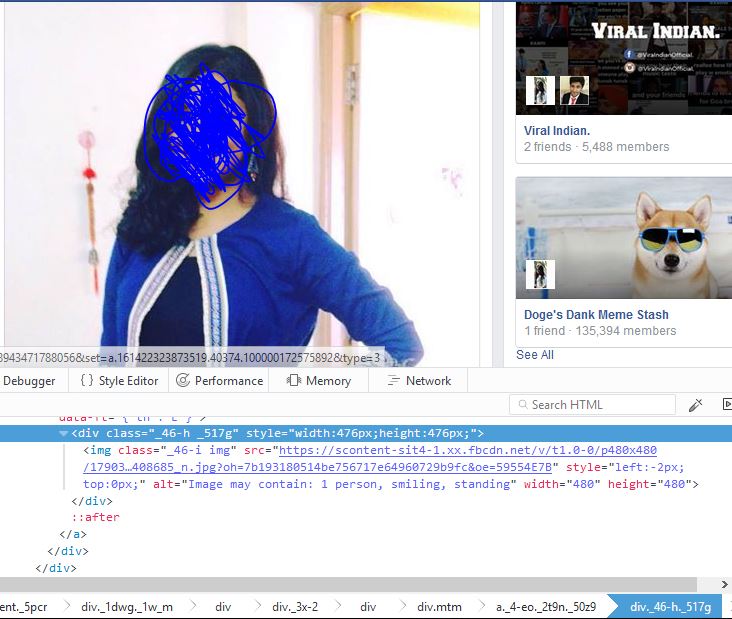 VIRAL INDIAN.
@ViralIndianOfficial.
@ViralIndianOfficial.
Viral Indian.
2 friends · 5,488 members
Doge's Dank Meme Stash
1 friend · 135,394 members
See All
3943471788056&set=a.161422323873519.40374.100000172575892&type=3
Debugger
{} Style Editor
Performance
Memory
Network
Search HTML
<div class="_46-h _517g" style="width:476px;height:476px;">
<img class="_46-i img" src="https://scontent-sit4-1.xx.fbcdn.net/v/t1.0-0/p480x480
/17903…408685_n.jpg?oh=7b193180514be756717e64960729b9fc&oe=59554E7B" style="left:-2px;
top:0px;" alt="Image may contain: 1 person, smiling, standing" width="480" height="480">
</div>
::after
</a>
</div>
</div>
ent._5pcr
div._1dwg._1w_m
div
div._3x-2
div
div.mtm
a._4-eo._2t9n._50z9
div._46-h._517g